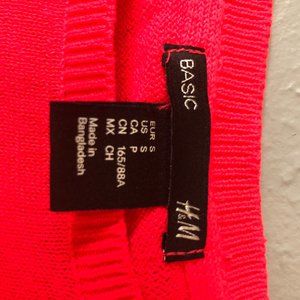 BASIC
H&M
EUR S
US S
CA P
CN 165/88A
MX CH
Made in
Bangladesh